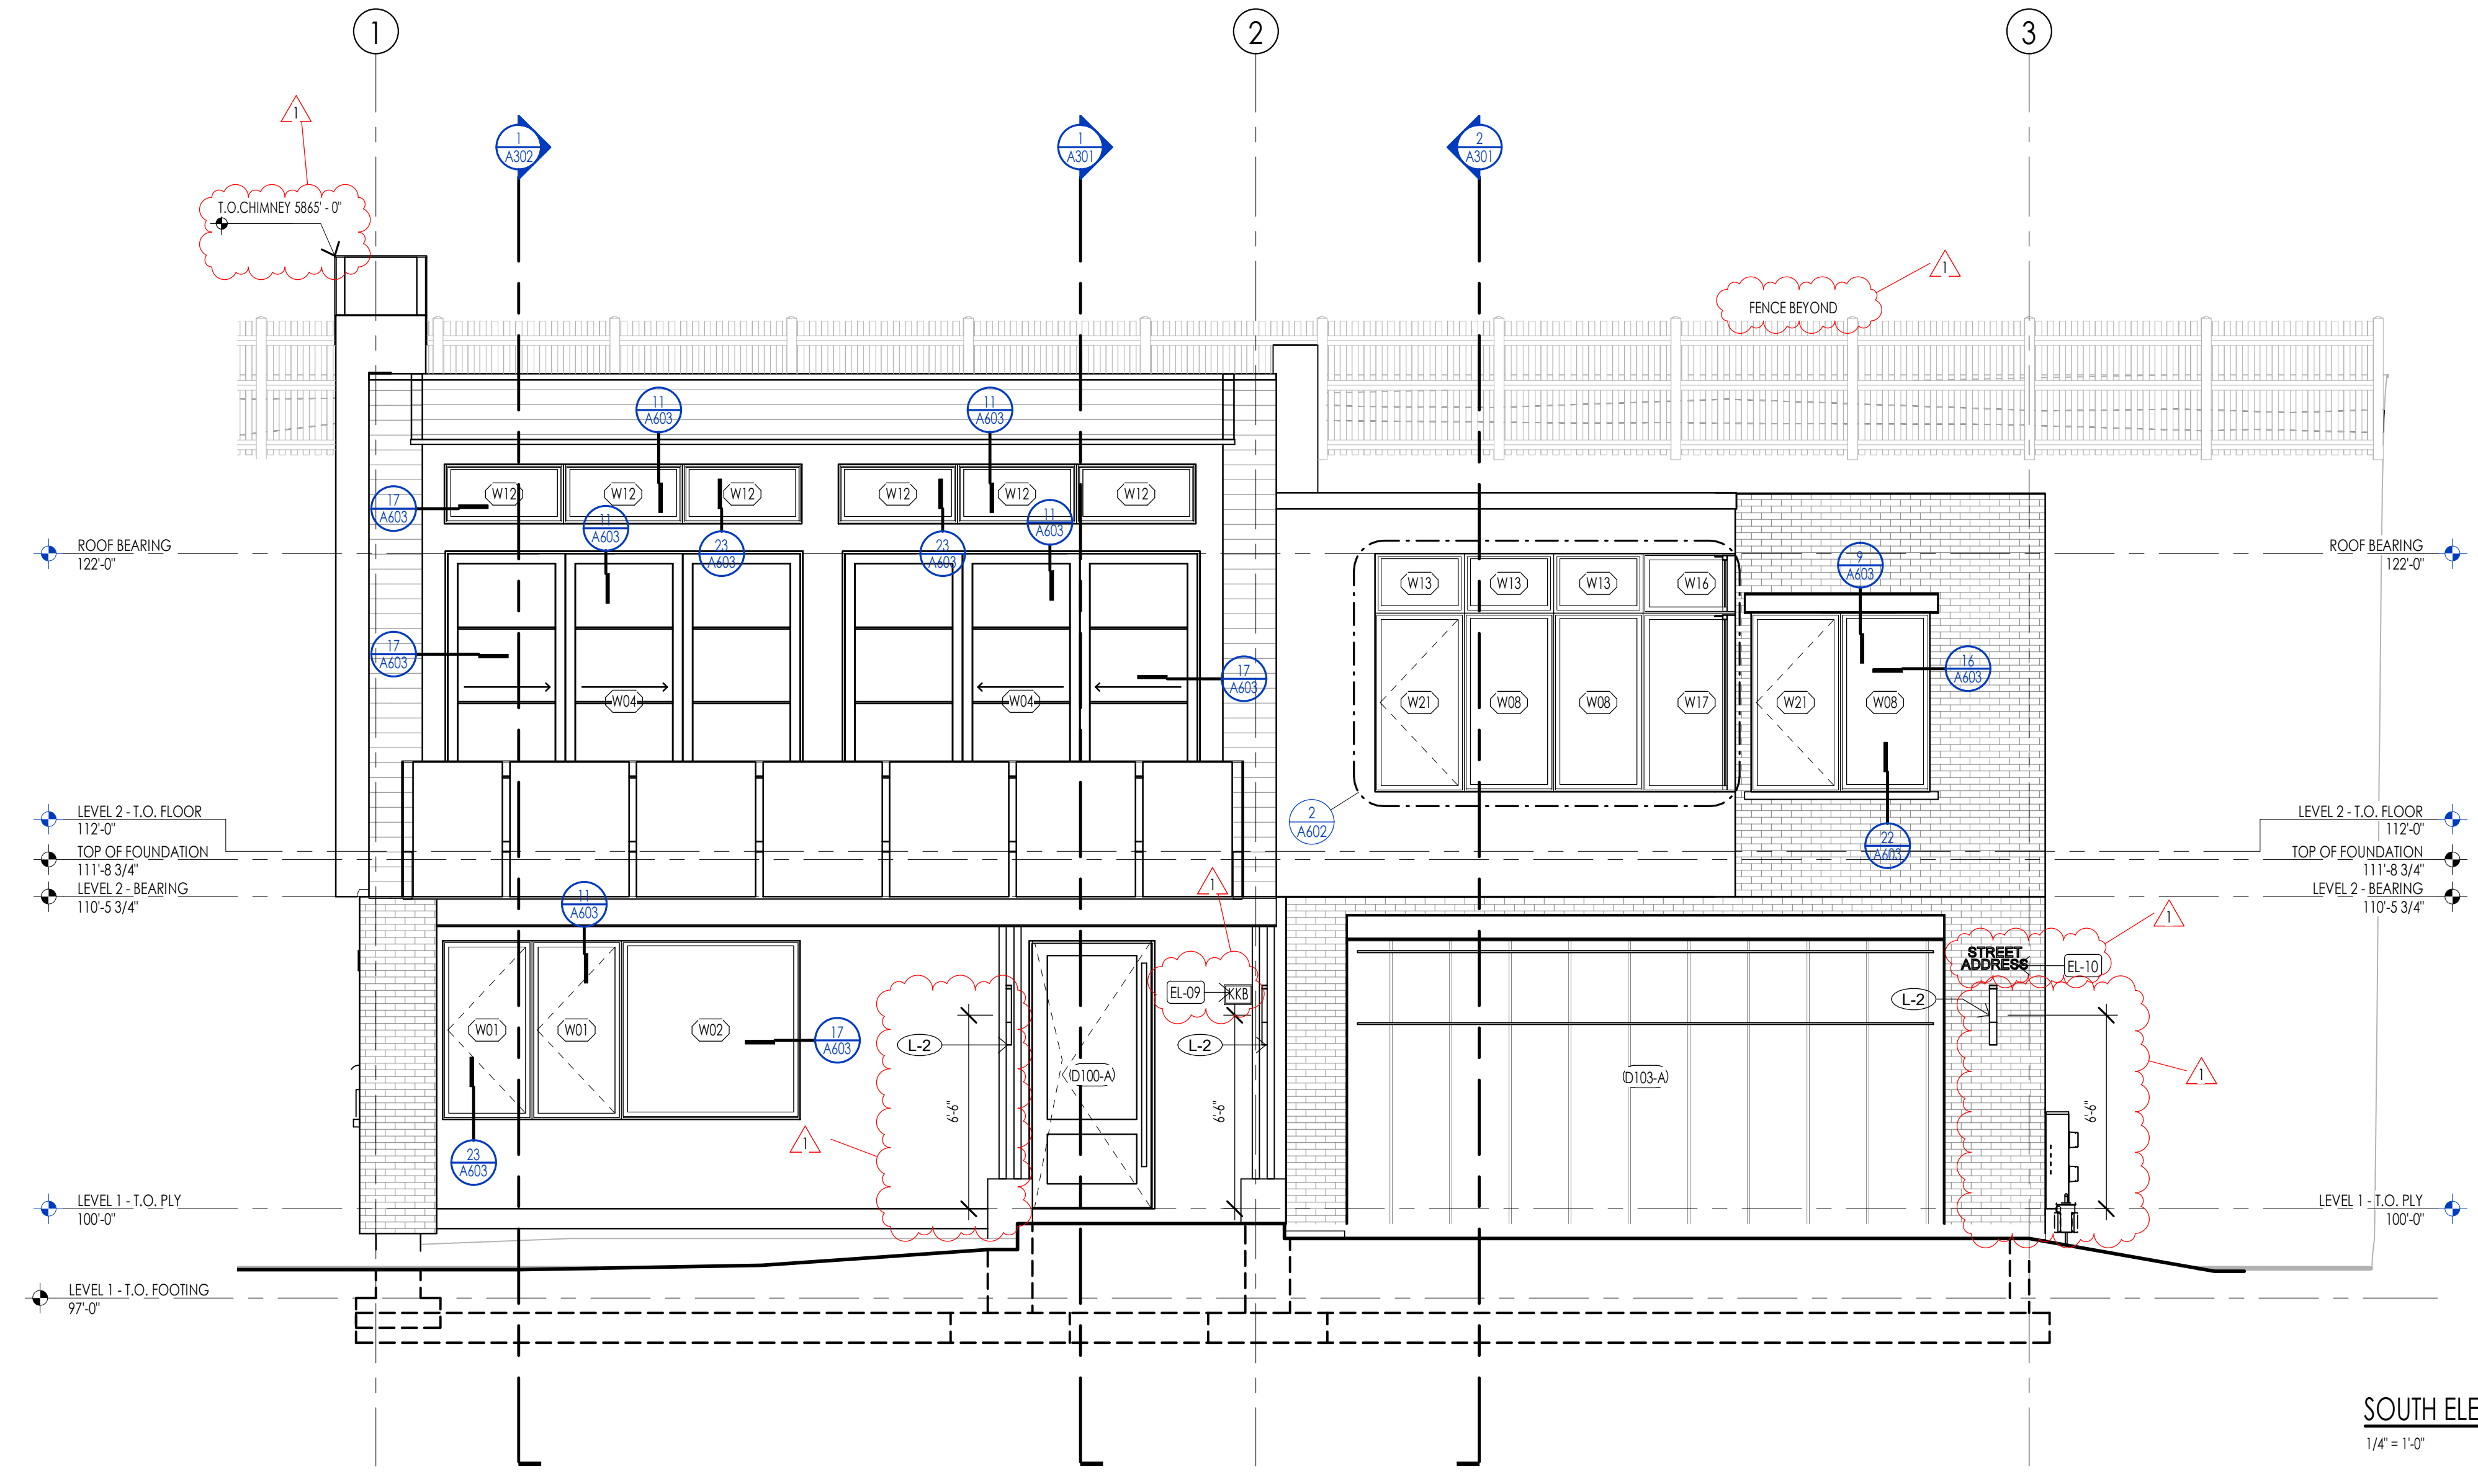 1
2
3
1
1
A302
1
A301
2
A301
T.O.CHIMNEY 5865' - 0"
1
FENCE BEYOND
11
A603
11
A603
W12
W12
W12
W12
W12
W12
17
A603
11
A603
11
A603
23
A603
23
A603
ROOF BEARING
122'-0"
ROOF BEARING
122'-0"
9
A603
W13
W13
W13
W16
17
A603
17
A603
16
A603
W04
W04
W21
W08
W08
W17
W21
W08
LEVEL 2 - T.O. FLOOR
112'-0"
TOP OF FOUNDATION
111'-8 3/4"
LEVEL 2 - BEARING
110'-5 3/4"
2
A602
22
A603
LEVEL 2 - T.O. FLOOR
112'-0"
TOP OF FOUNDATION
111'-8 3/4"
LEVEL 2 - BEARING
110'-5 3/4"
11
A603
1
1
STREET
ADDRESS
EL-10
EL-09
KKB
L-2
W01
W01
W02
17
A603
L-2
L-2
D100-A
D103-A
1
6'-6"
6'-6"
6'-6"
1
23
A603
LEVEL 1 - T.O. PLY
100'-0"
LEVEL 1 - T.O. PLY
100'-0"
LEVEL 1 - T.O. FOOTING
97'-0"
SOUTH ELE
1/4" = 1'-0"